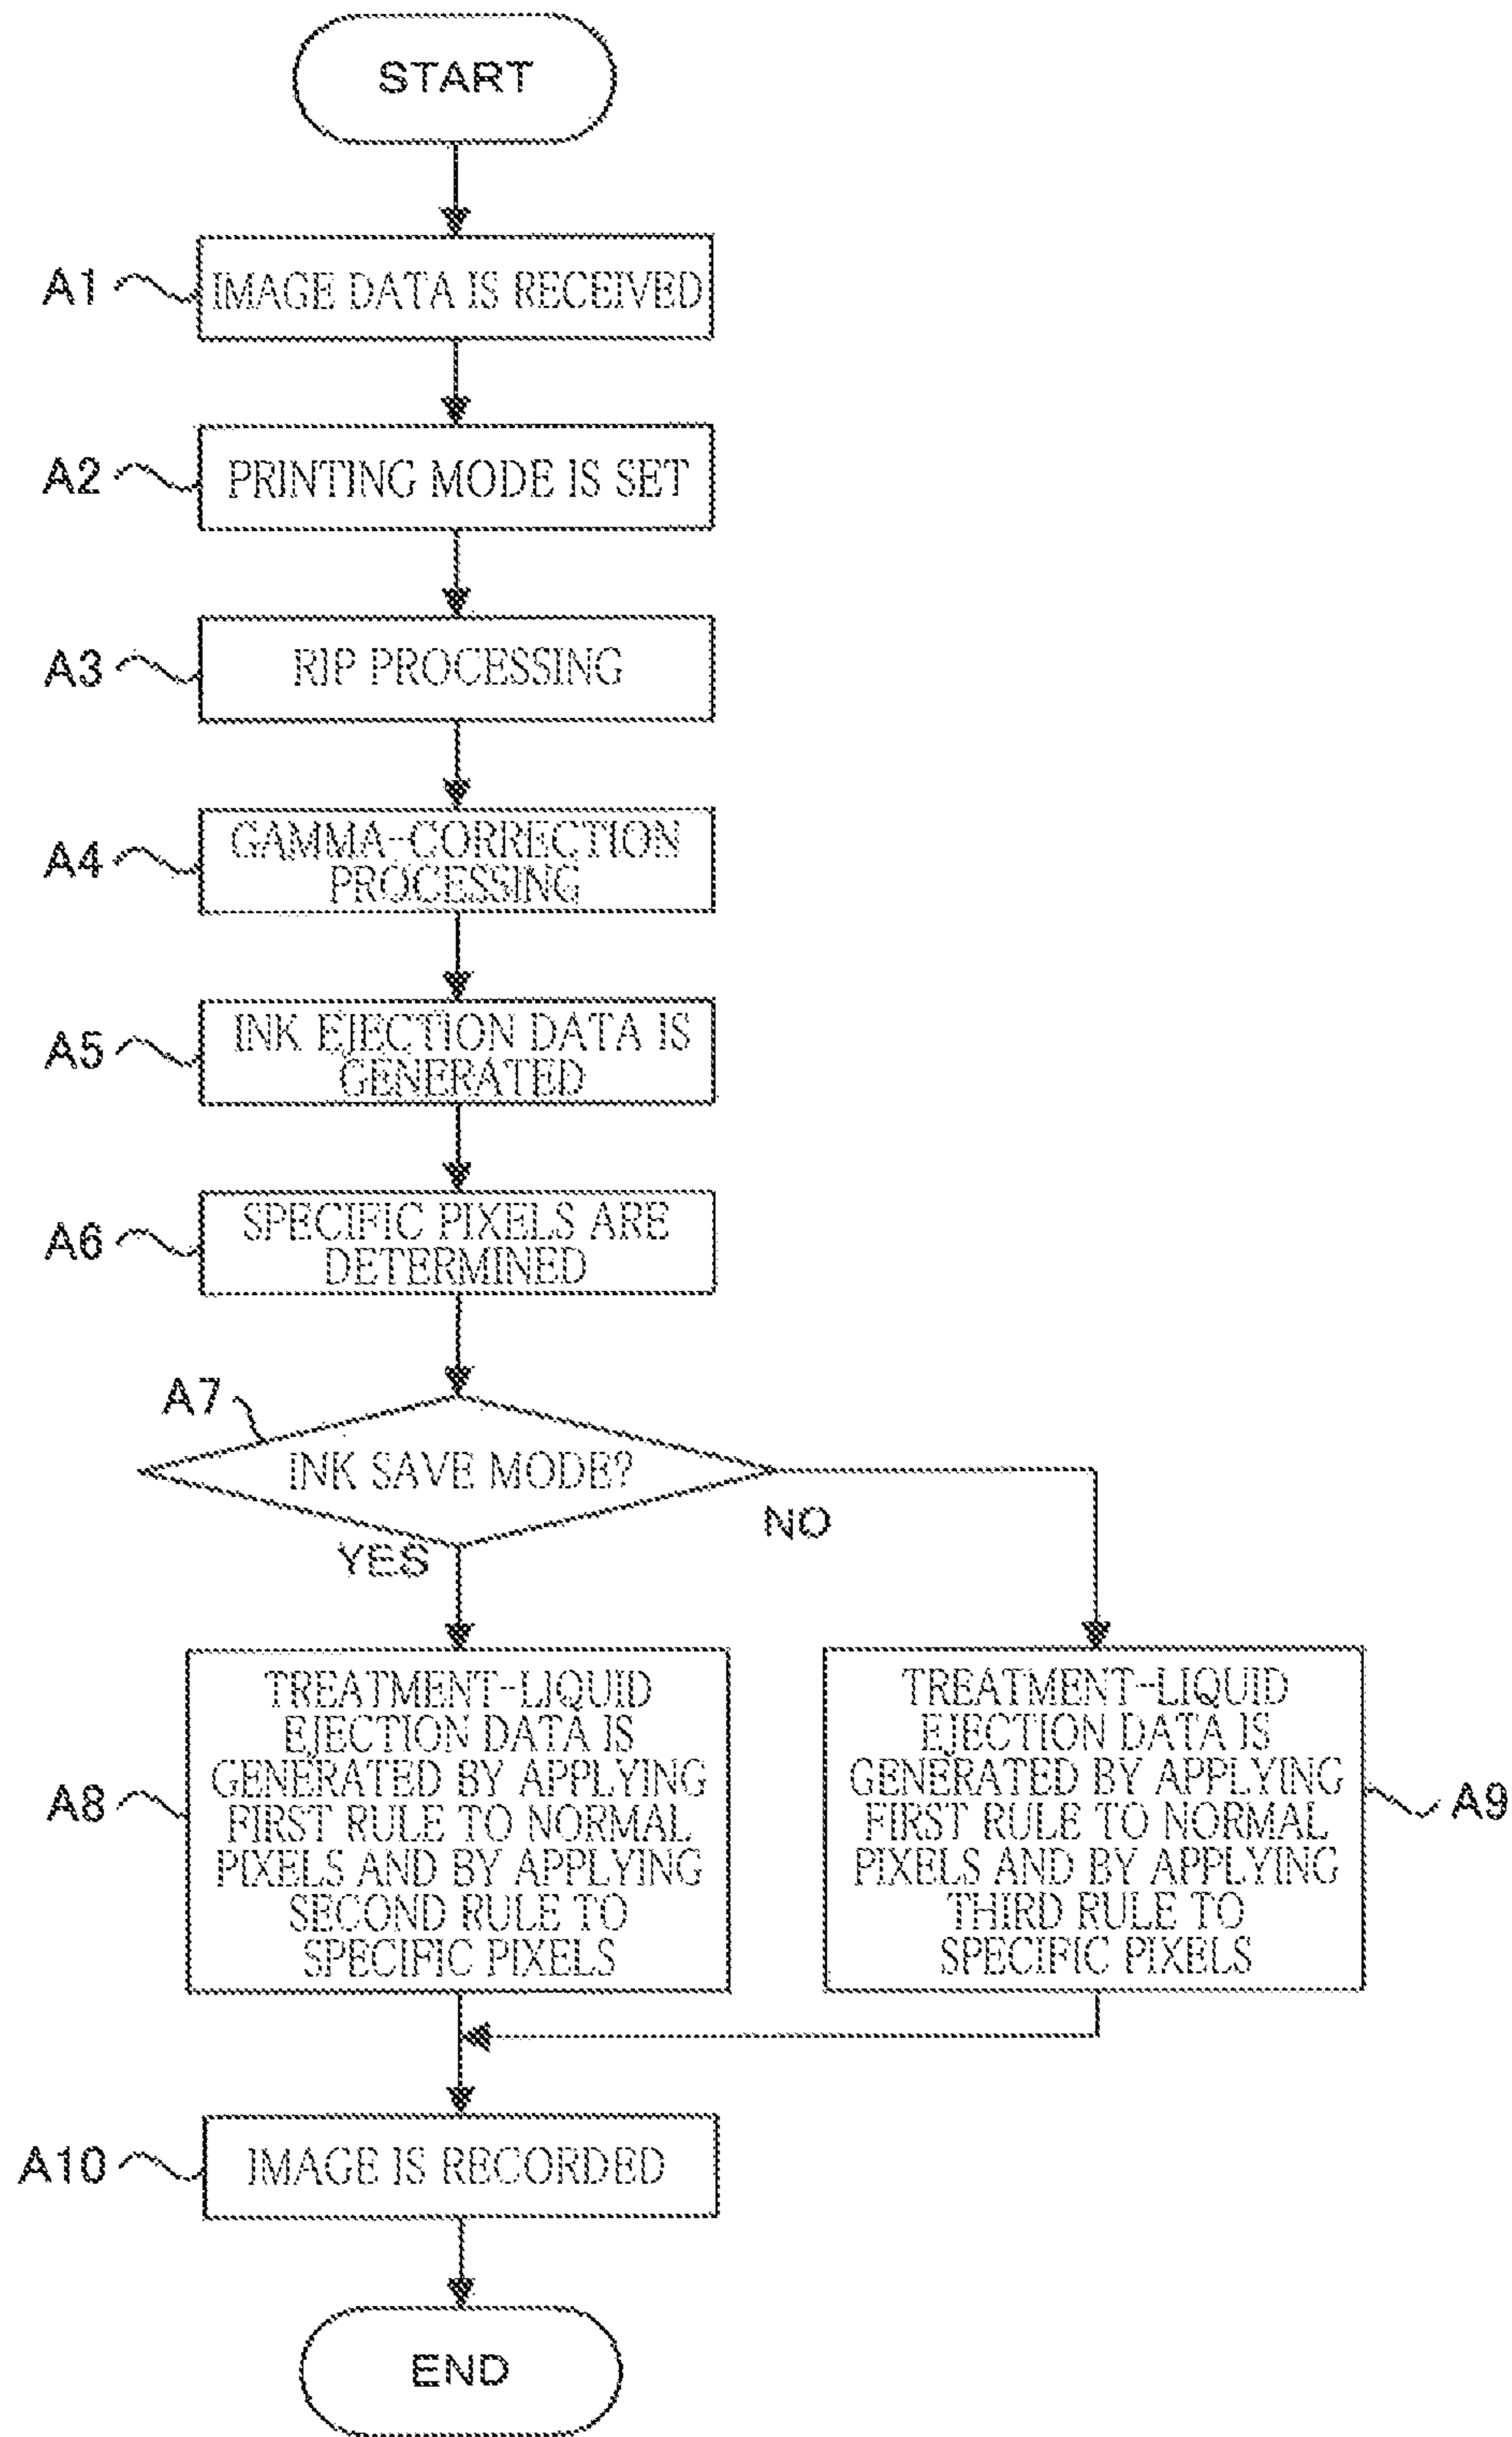 START
A1
IMAGE DATA IS RECEIVED
A2
PRINTING MODE IS SET
A3
RIP PROCESSING
A4
GAMMA-CORRECTION
PROCESSING
A5
INK EJECTION DATA IS
GENERATED
A6
SPECIFIC PIXELS ARE
DETERMINED
A7
INK SAVE MODE?
NO
YES
A8
TREATMENT-LIQUID
EJECTION DATA IS
GENERATED BY APPLYING
FIRST RULE TO NORMAL
PIXELS AND BY APPLYING
SECOND RULE TO
SPECIFIC PIXELS
TREATMENT-LIQUID
EJECTION DATA IS
GENERATED BY APPLYING
FIRST RULE TO NORMAL
PIXELS AND BY APPLYING
THIRD RULE TO
SPECIFIC PIXELS
A9
A10
IMAGE IS RECORDED
END